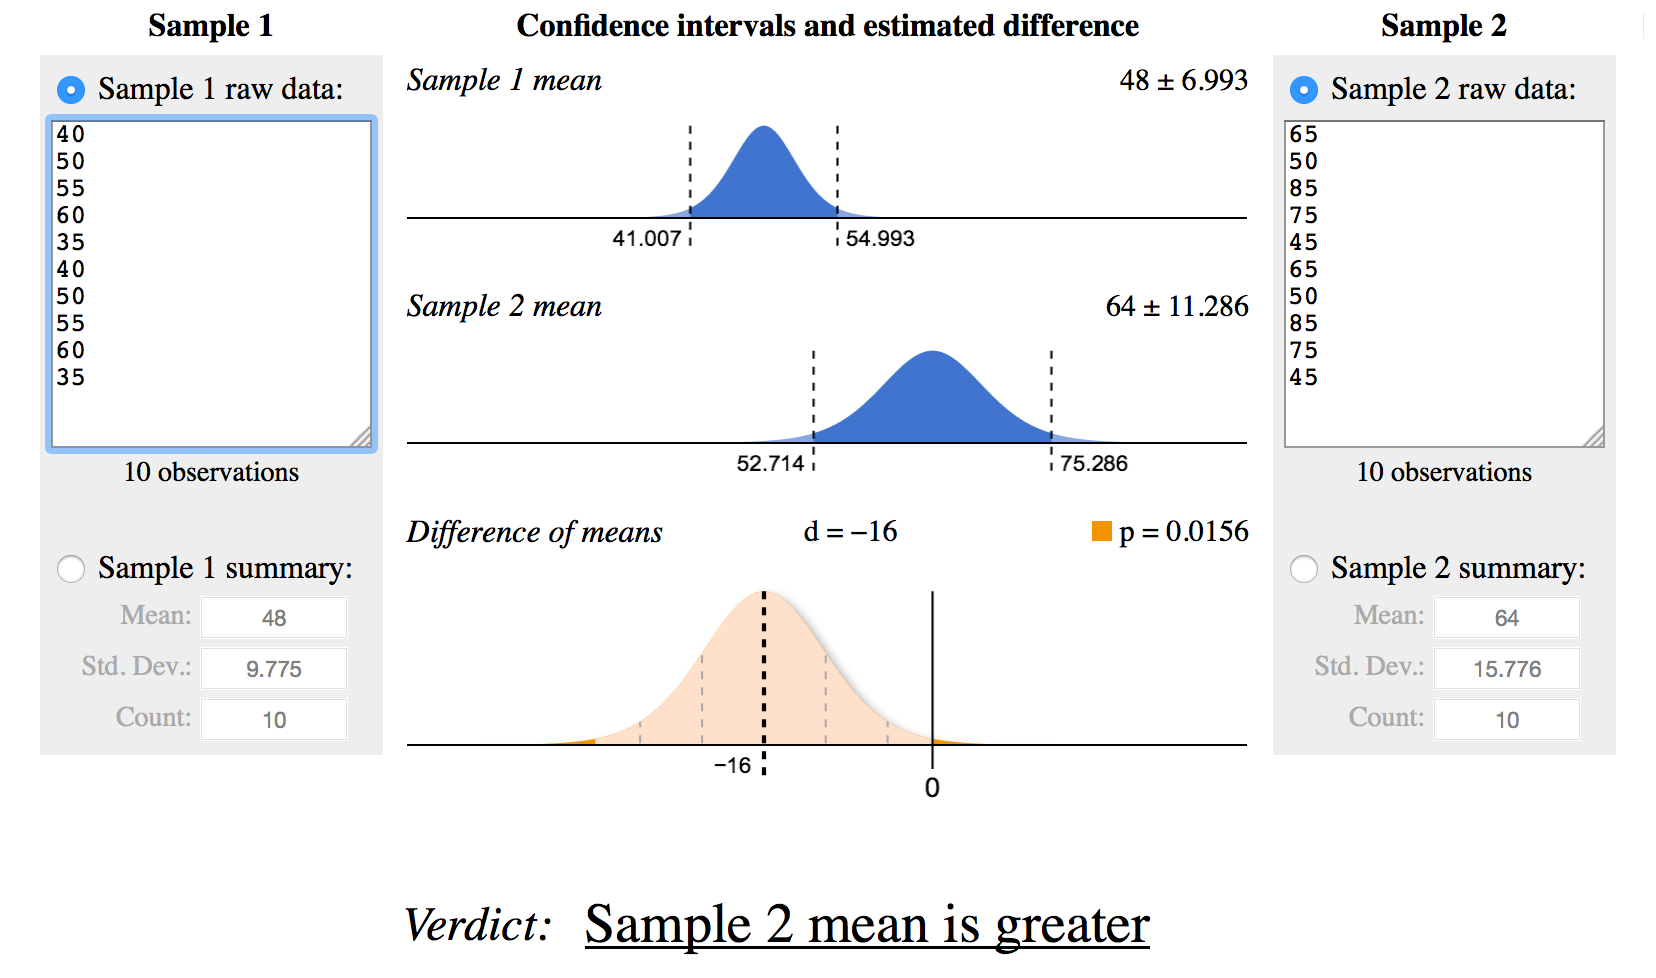 Sample 1
Sample 1 raw data:
40
50
55
60
35
40
50
55
60
35
10 observations
Sample 1 summary:
Mean: 48
Std. Dev.: 9.775
Count: 10
Confidence intervals and estimated difference
Sample 1 mean 48 ± 6.993
41.007 54.993
Sample 2 mean 64 ± 11.286
52.714 75.286
Difference of means d = −16 p = 0.0156
−16
0
Verdict: Sample 2 mean is greater
Sample 2
Sample 2 raw data:
65
50
85
75
45
65
50
85
75
45
10 observations
Sample 2 summary:
Mean: 64
Std. Dev.: 15.776
Count: 10